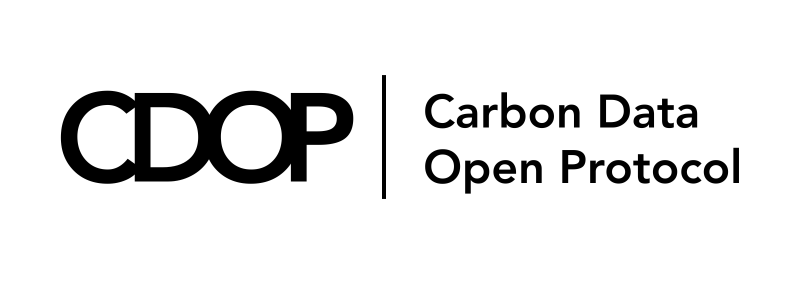 CDOP
Carbon Data
Open Protocol